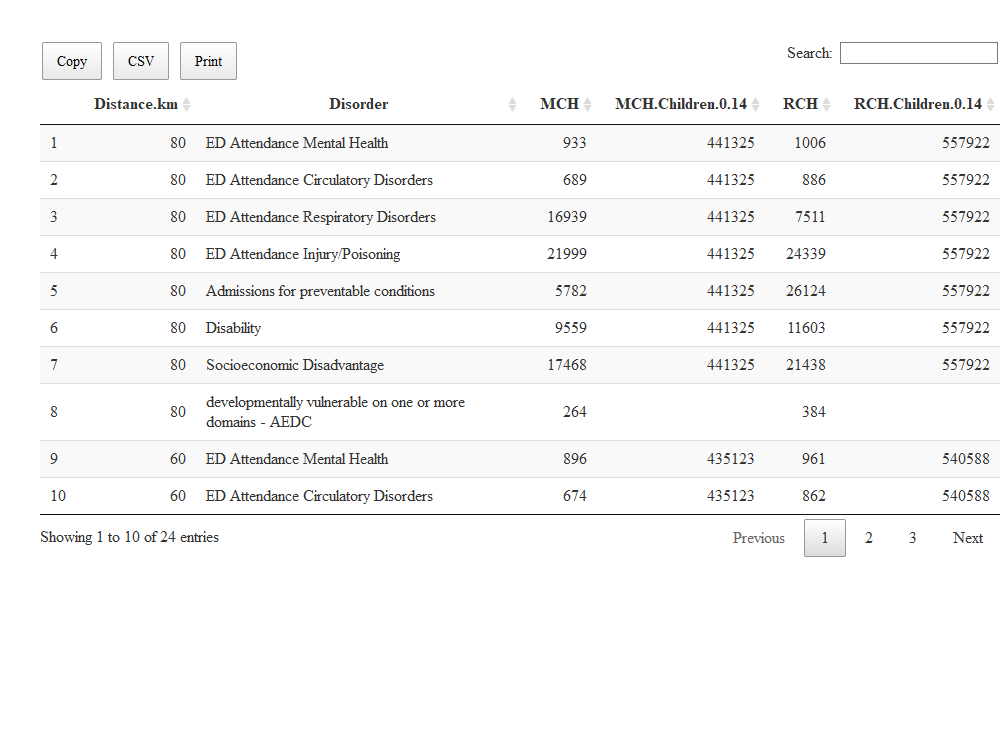 Copy CSV Print Search:
Distance.km Disorder MCH MCH.Children.0.14 RCH RCH.Children.0.14
1 80 ED Attendance Mental Health 933 441325 1006 557922
2 80 ED Attendance Circulatory Disorders 689 441325 886 557922
3 80 ED Attendance Respiratory Disorders 16939 441325 7511 557922
4 80 ED Attendance Injury/Poisoning 21999 441325 24339 557922
5 80 Admissions for preventable conditions 5782 441325 26124 557922
6 80 Disability 9559 441325 11603 557922
7 80 Socioeconomic Disadvantage 17468 441325 21438 557922
8 80 developmentally vulnerable on one or more 264 384
domains - AEDC
9 60 ED Attendance Mental Health 896 435123 961 540588
10 60 ED Attendance Circulatory Disorders 674 435123 862 540588
Showing 1 to 10 of 24 entries Previous 1 2 3 Next